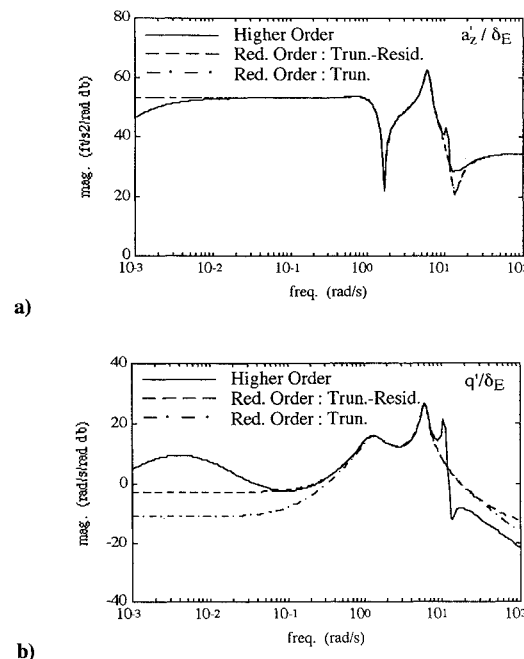 80
Higher Order
a'z / δE
Red. Order : Trun.-Resid.
Red. Order : Trun.
60
40
20
0
mag. (ft/s2/rad db)
10-3 10-2 10-1 100 101 103
freq. (rad/s)
a)
40
Higher Order
q'/δE
Red. Order : Trun.-Resid.
Red. Order : Trun.
20
0
-20
-40
mag. (rad/s/rad db)
10-3 10-2 10-1 100 101 103
freq. (rad/s)
b)